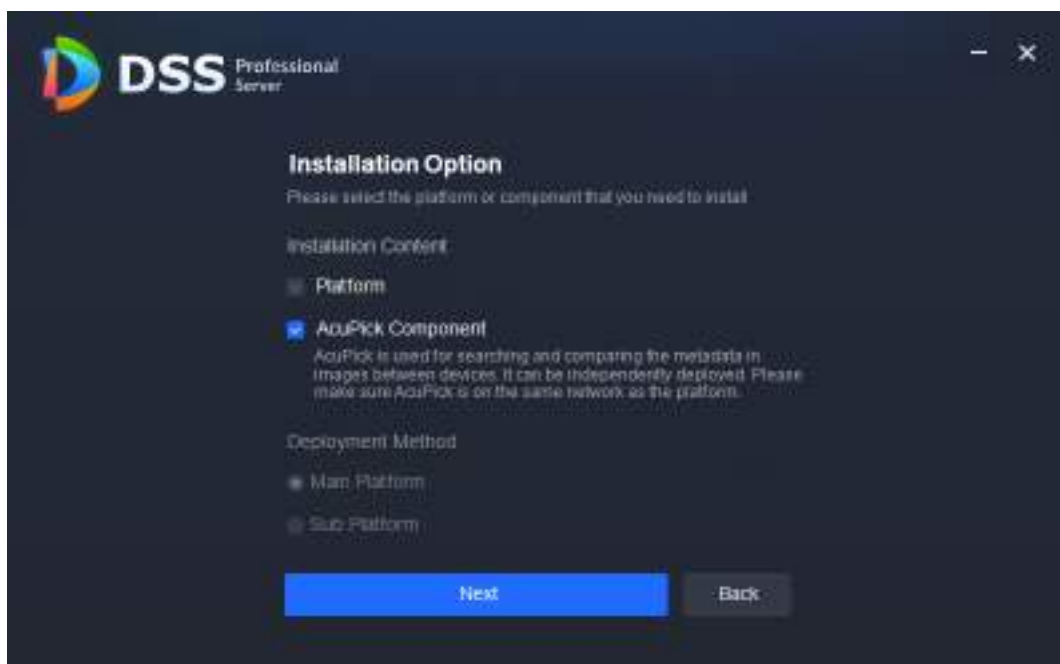 DSS Professional
Server
Installation Option
Please select the platform or component that you need to install
Installation Content
Platform
AcuPick Component
AcuPick is used for searching and comparing the metadata in
images between devices. It can be independently deployed. Please
make sure AcuPick is on the same network as the platform.
Deployment Method
Main Platform
Sub Platform
Next
Back